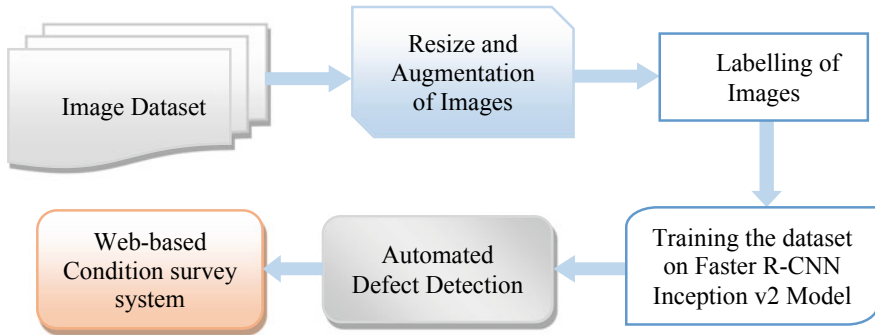 Image Dataset
Resize and
Augmentation
of Images
Labelling of
Images
Training the dataset
on Faster R-CNN
Inception v2 Model
Automated
Defect Detection
Web-based
Condition survey
system